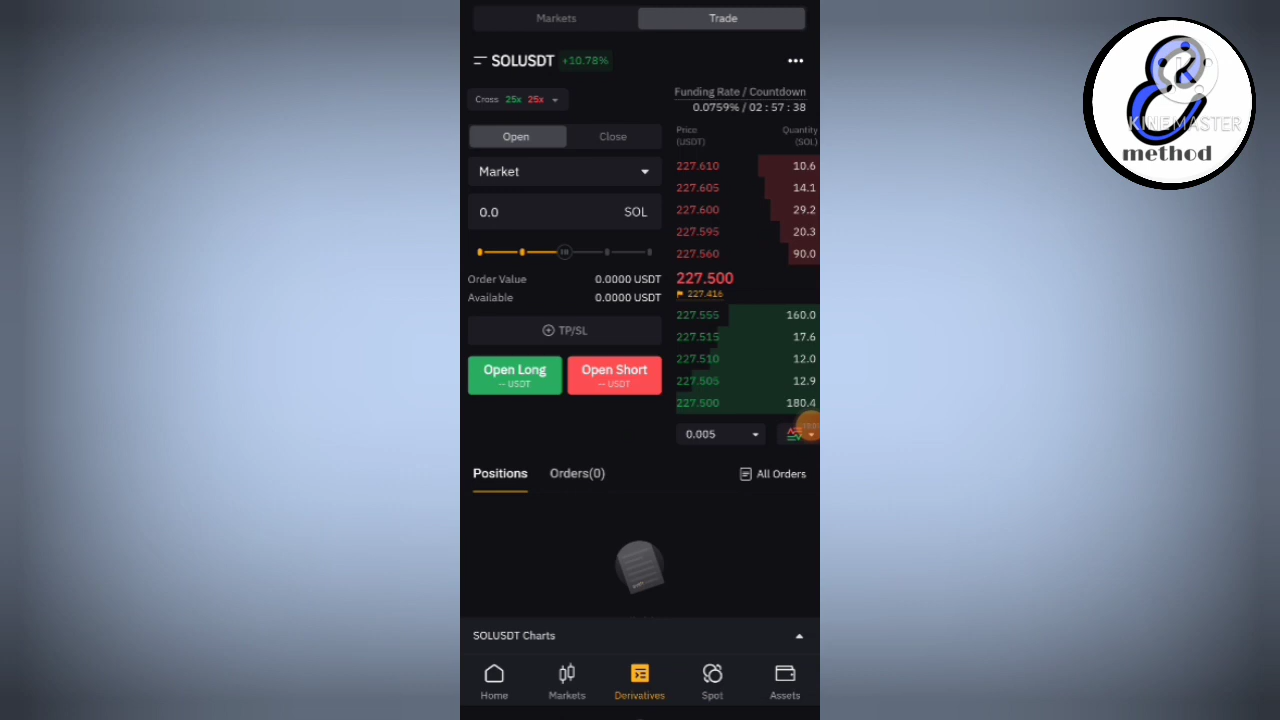 Markets Trade
SOLUSDT +10.78%
Cross 25x 25x
Funding Rate / Countdown
0.0759% / 02 : 57 : 38
Open Close
Price (USDT) Quantity (SOL)
Market
0.0 SOL
Order Value 0.0000 USDT
Available 0.0000 USDT
TP/SL
Open Long
-- USDT
Open Short
-- USDT
227.610 10.6
227.605 14.1
227.600 29.2
227.595 20.3
227.560 90.0
227.500
227.416
227.555 160.0
227.515 17.6
227.510 12.0
227.505 12.9
227.500 180.4
0.005
Positions Orders(0) All Orders
SOLUSDT Charts
Home Markets Derivatives Spot Assets
KINEMASTER
method